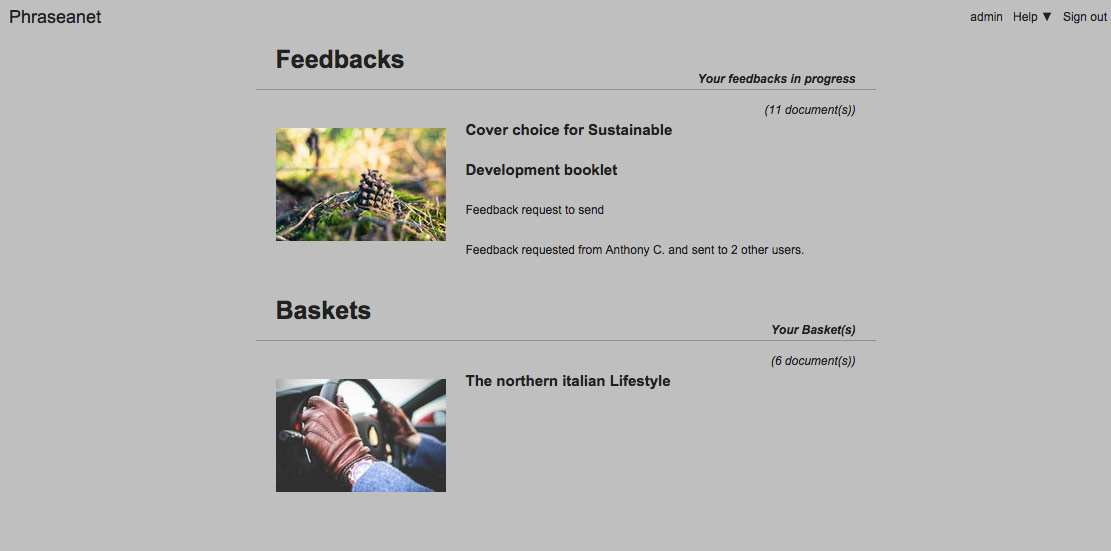 Phraseanet
admin Help ▼ Sign out
Feedbacks
Your feedbacks in progress
(11 document(s))
Cover choice for Sustainable
Development booklet
Feedback request to send
Feedback requested from Anthony C. and sent to 2 other users.
Baskets
Your Basket(s)
(6 document(s))
The northern italian Lifestyle